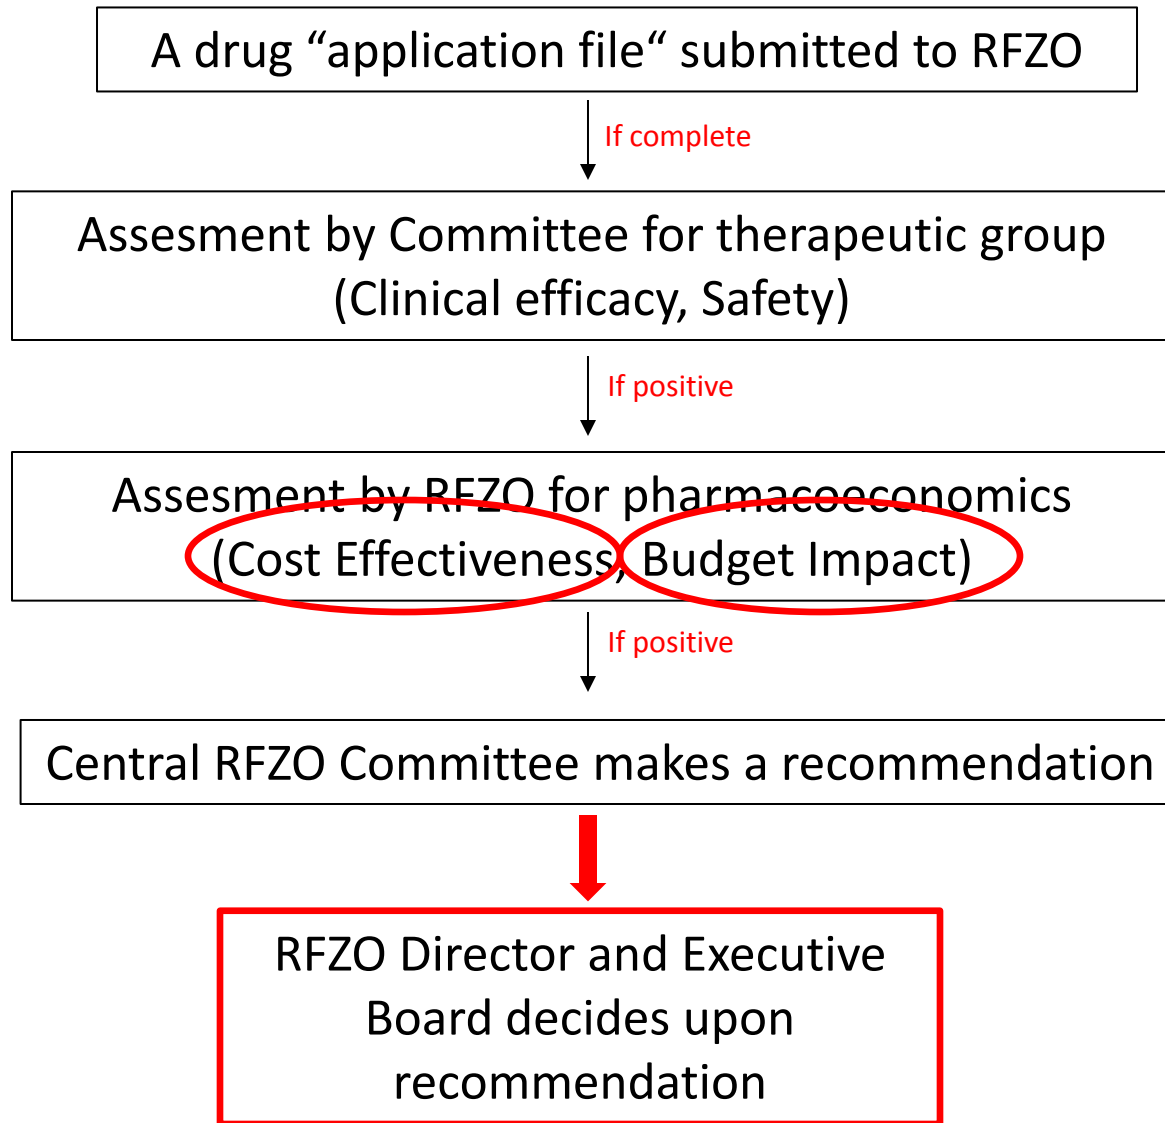 A drug “application file“ submitted to RFZO
If complete
Assesment by Committee for therapeutic group
(Clinical efficacy, Safety)
If positive
Assesment by RFZO for pharmacoeconomics
(Cost Effectiveness, Budget Impact)
If positive
Central RFZO Committee makes a recommendation
RFZO Director and Executive
Board decides upon
recommendation